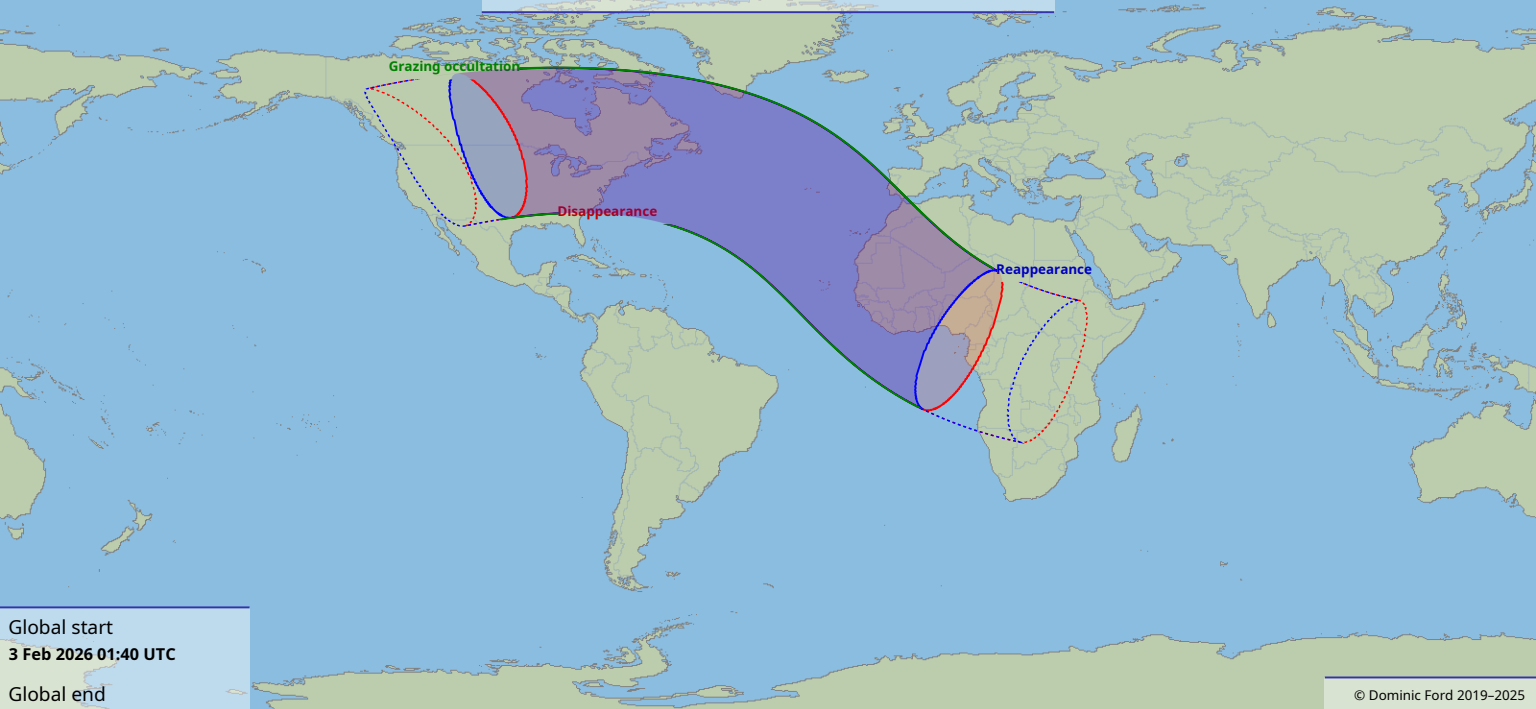 Grazing occultation
Disappearance
Reappearance
Global start
3 Feb 2026 01:40 UTC
Global end
© Dominic Ford 2019–2025